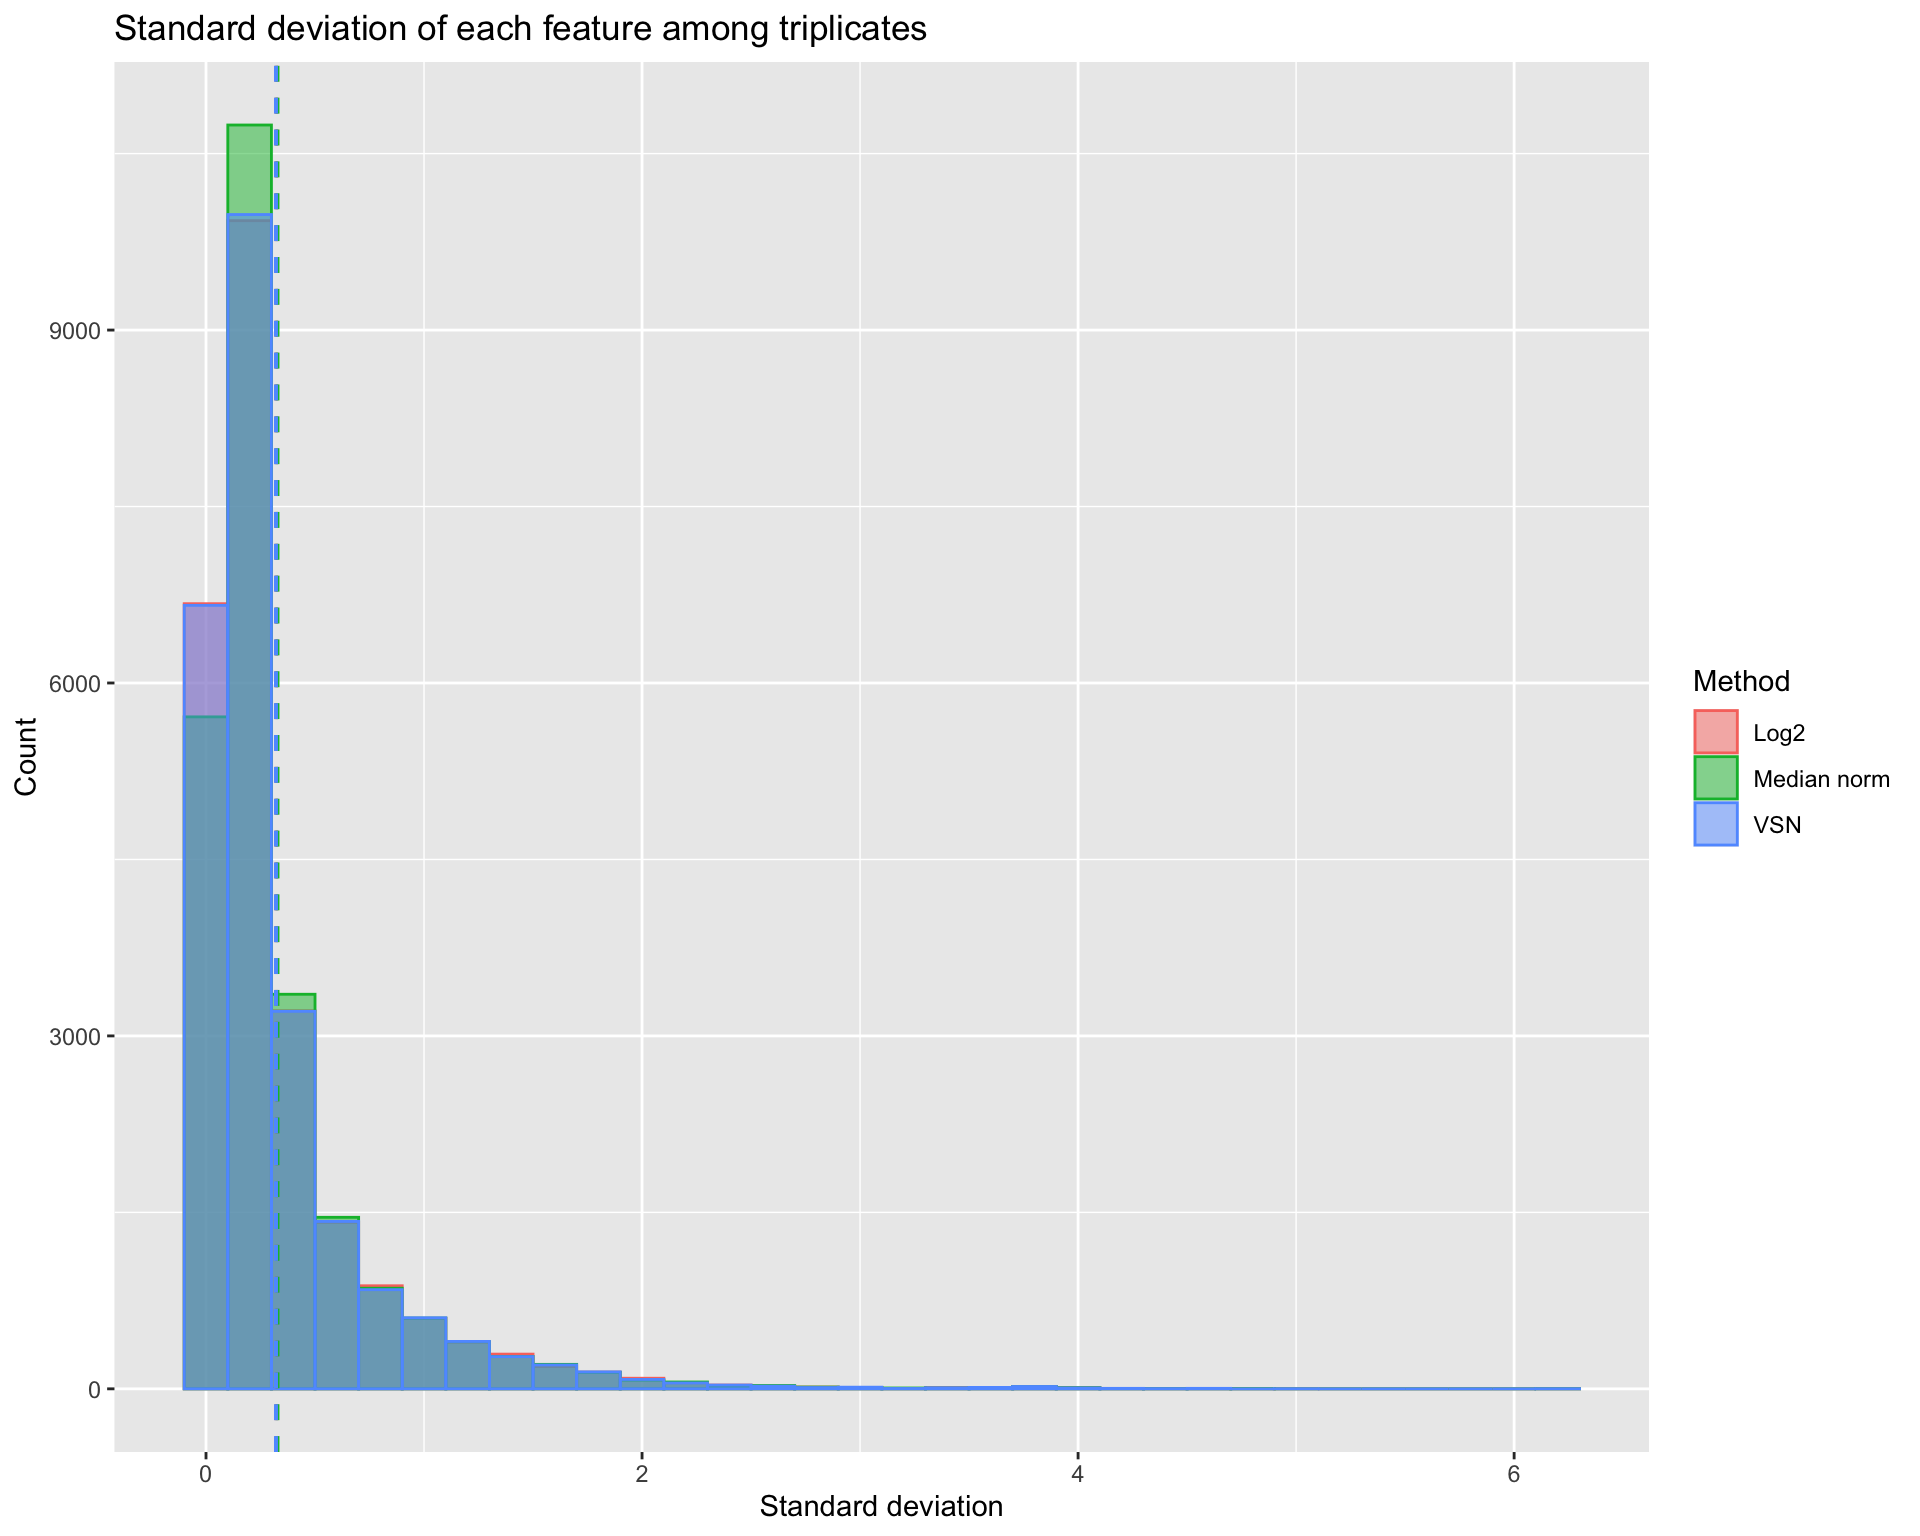 Standard deviation of each feature among triplicates
Count
9000
6000
3000
0
0 2 4 6
Standard deviation
Method
Log2
Median norm
VSN